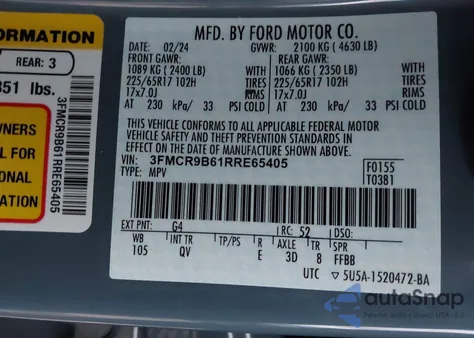 FORMATION
REAR: 3
351 lbs.
WNERS
L FOR
ONAL
ATION
3FMCR9B61RRE65405
MFD. BY FORD MOTOR CO.
02/24 GVWR: 2100 KG ( 4630 LB)
FRONT GAWR: REAR GAWR:
1089 KG ( 2400 LB) WITH 1066 KG ( 2350 LB) WITH
225/65R17 102H TIRES 225/65R17 102H TIRES
17x7.0J RIMS 17x7.0J RIMS
AT 230 kPa/ 33 PSI COLD AT 230 kPa/ 33 PSI COLD
THIS VEHICLE CONFORMS TO ALL APPLICABLE FEDERAL MOTOR
VEHICLE SAFETY AND THEFT PREVENTION STANDARDS IN
EFFECT ON THE DATE OF MANUFACTURE SHOWN ABOVE.
VIN: 3FMCR9B61RRE65405
TYPE: MPV
F0155
T0381
EXT PNT: G4 RC: 52 DSO:
WB INT TR TP/PS R AXLE TR SPR
105 QV E 3D 8 FFBB
UTC ▽ 5U5A-1520472-BA
autoSnap